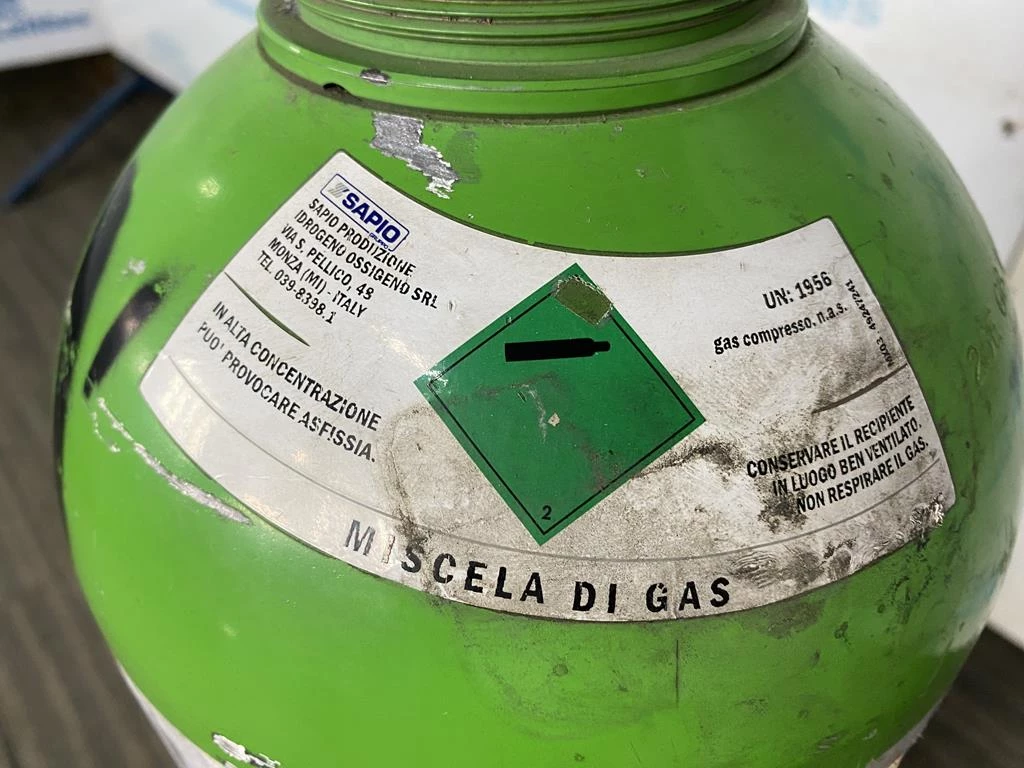 SAPIO
SAPIO PRODUZIONE
IDROGENO OSSIGENO SRL
VIA S. PELLICO, 48
MONZA (MI) - ITALY
TEL. 039-8398.1
IN ALTA CONCENTRAZIONE
PUO' PROVOCARE ASFISSIA.
2
UN: 1956
gas compresso, n.a.s.
CONSERVARE IL RECIPIENTE
IN LUOGO BEN VENTILATO.
NON RESPIRARE IL GAS.
MISCELA DI GAS